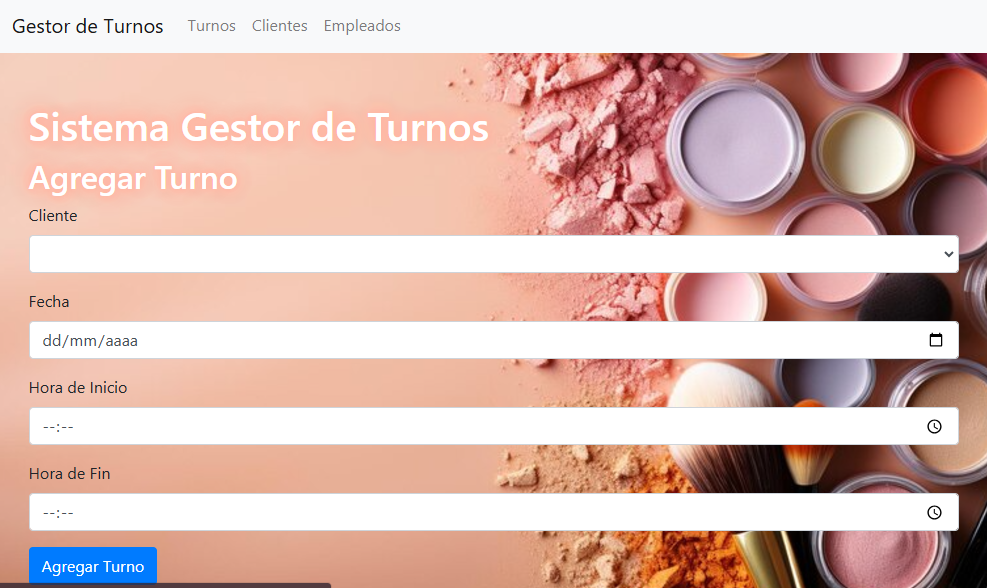 Gestor de Turnos Turnos Clientes Empleados
Sistema Gestor de Turnos
Agregar Turno
Cliente
Fecha
dd/mm/aaaa
Hora de Inicio
--:--
Hora de Fin
--:--
Agregar Turno